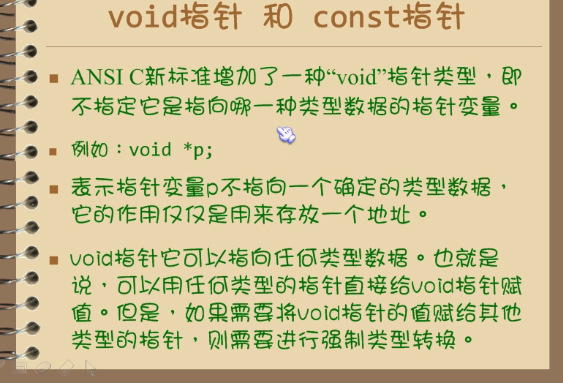 void指针 和 const指针
ANSI C新标准增加了一种“void”指针类型，即
不指定它是指向哪一种类型数据的指针变量。
例如：void *p;
表示指针变量p不指向一个确定的类型数据，
它的作用仅仅是用来存放一个地址。
void指针它可以指向任何类型数据。也就是
说，可以用任何类型的指针直接给void指针赋
值。但是，如果需要将void指针的值赋给其他
类型的指针，则需要进行强制类型转换。